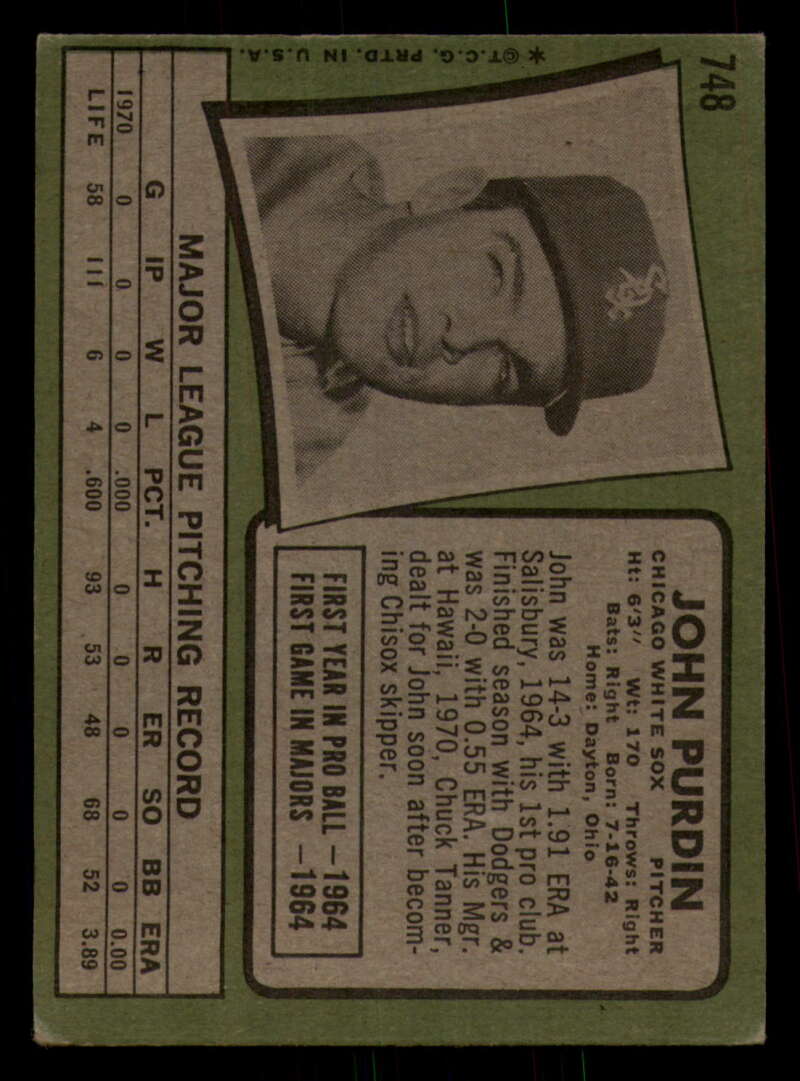 748
✶©T.C.G. PRTD. IN U.S.A.
JOHN PURDIN
CHICAGO WHITE SOX PITCHER
Ht: 6'3" Wt: 170 Throws: Right
Bats: Right Born: 7-16-42
Home: Dayton, Ohio
John was 14-3 with 1.91 ERA at
Salisbury, 1964, his 1st pro club.
Finished season with Dodgers &
was 2-0 with 0.55 ERA. His Mgr.
at Hawaii, 1970, Chuck Tanner,
dealt for John soon after becom-
ing Chisox skipper.
FIRST YEAR IN PRO BALL — 1964
FIRST GAME IN MAJORS — 1964
MAJOR LEAGUE PITCHING RECORD
G IP W L PCT. H R ER SO BB ERA
1970 0 0 0 0 .000 0 0 0 0 0 0.00
LIFE 58 111 6 4 .600 93 53 48 68 52 3.89